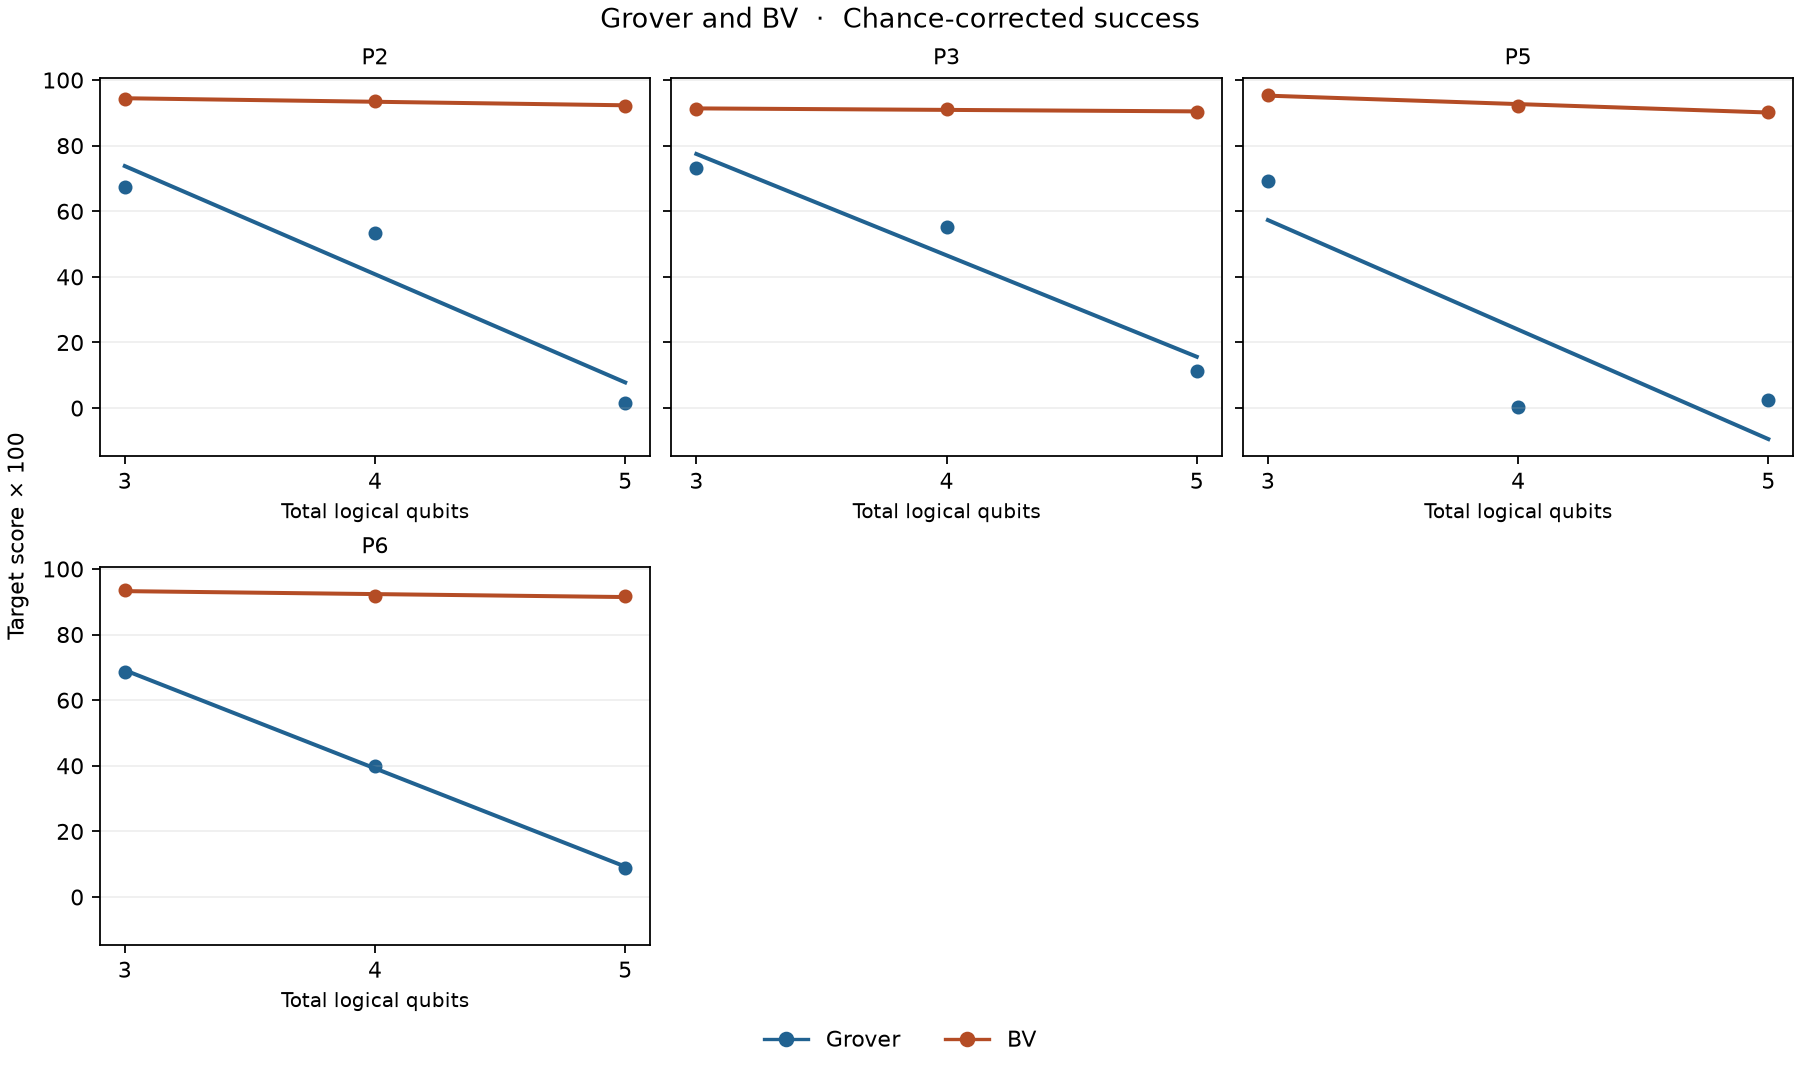 Grover and BV · Chance-corrected success
P2
P3
P5
100
80
60
40
20
0
3
4
5
3
4
5
3
4
5
Total logical qubits
Total logical qubits
Total logical qubits
Target score × 100
P6
100
80
60
40
20
0
3
4
5
Total logical qubits
Grover
BV